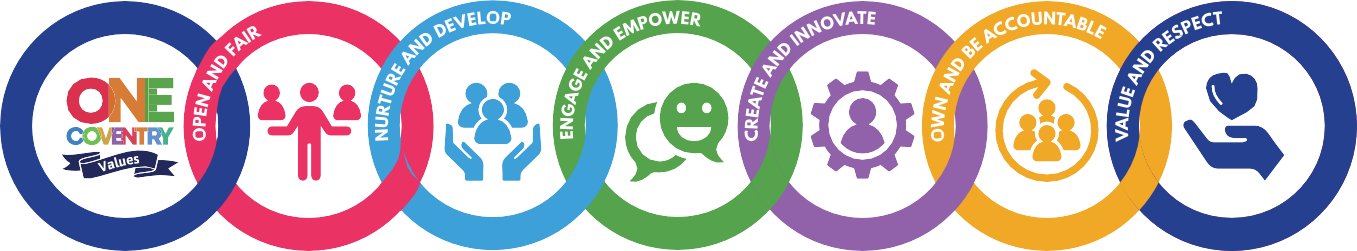 ONE
COVENTRY
Values
OPEN AND FAIR
NURTURE AND DEVELOP
ENGAGE AND EMPOWER
CREATE AND INNOVATE
OWN AND BE ACCOUNTABLE
VALUE AND RESPECT